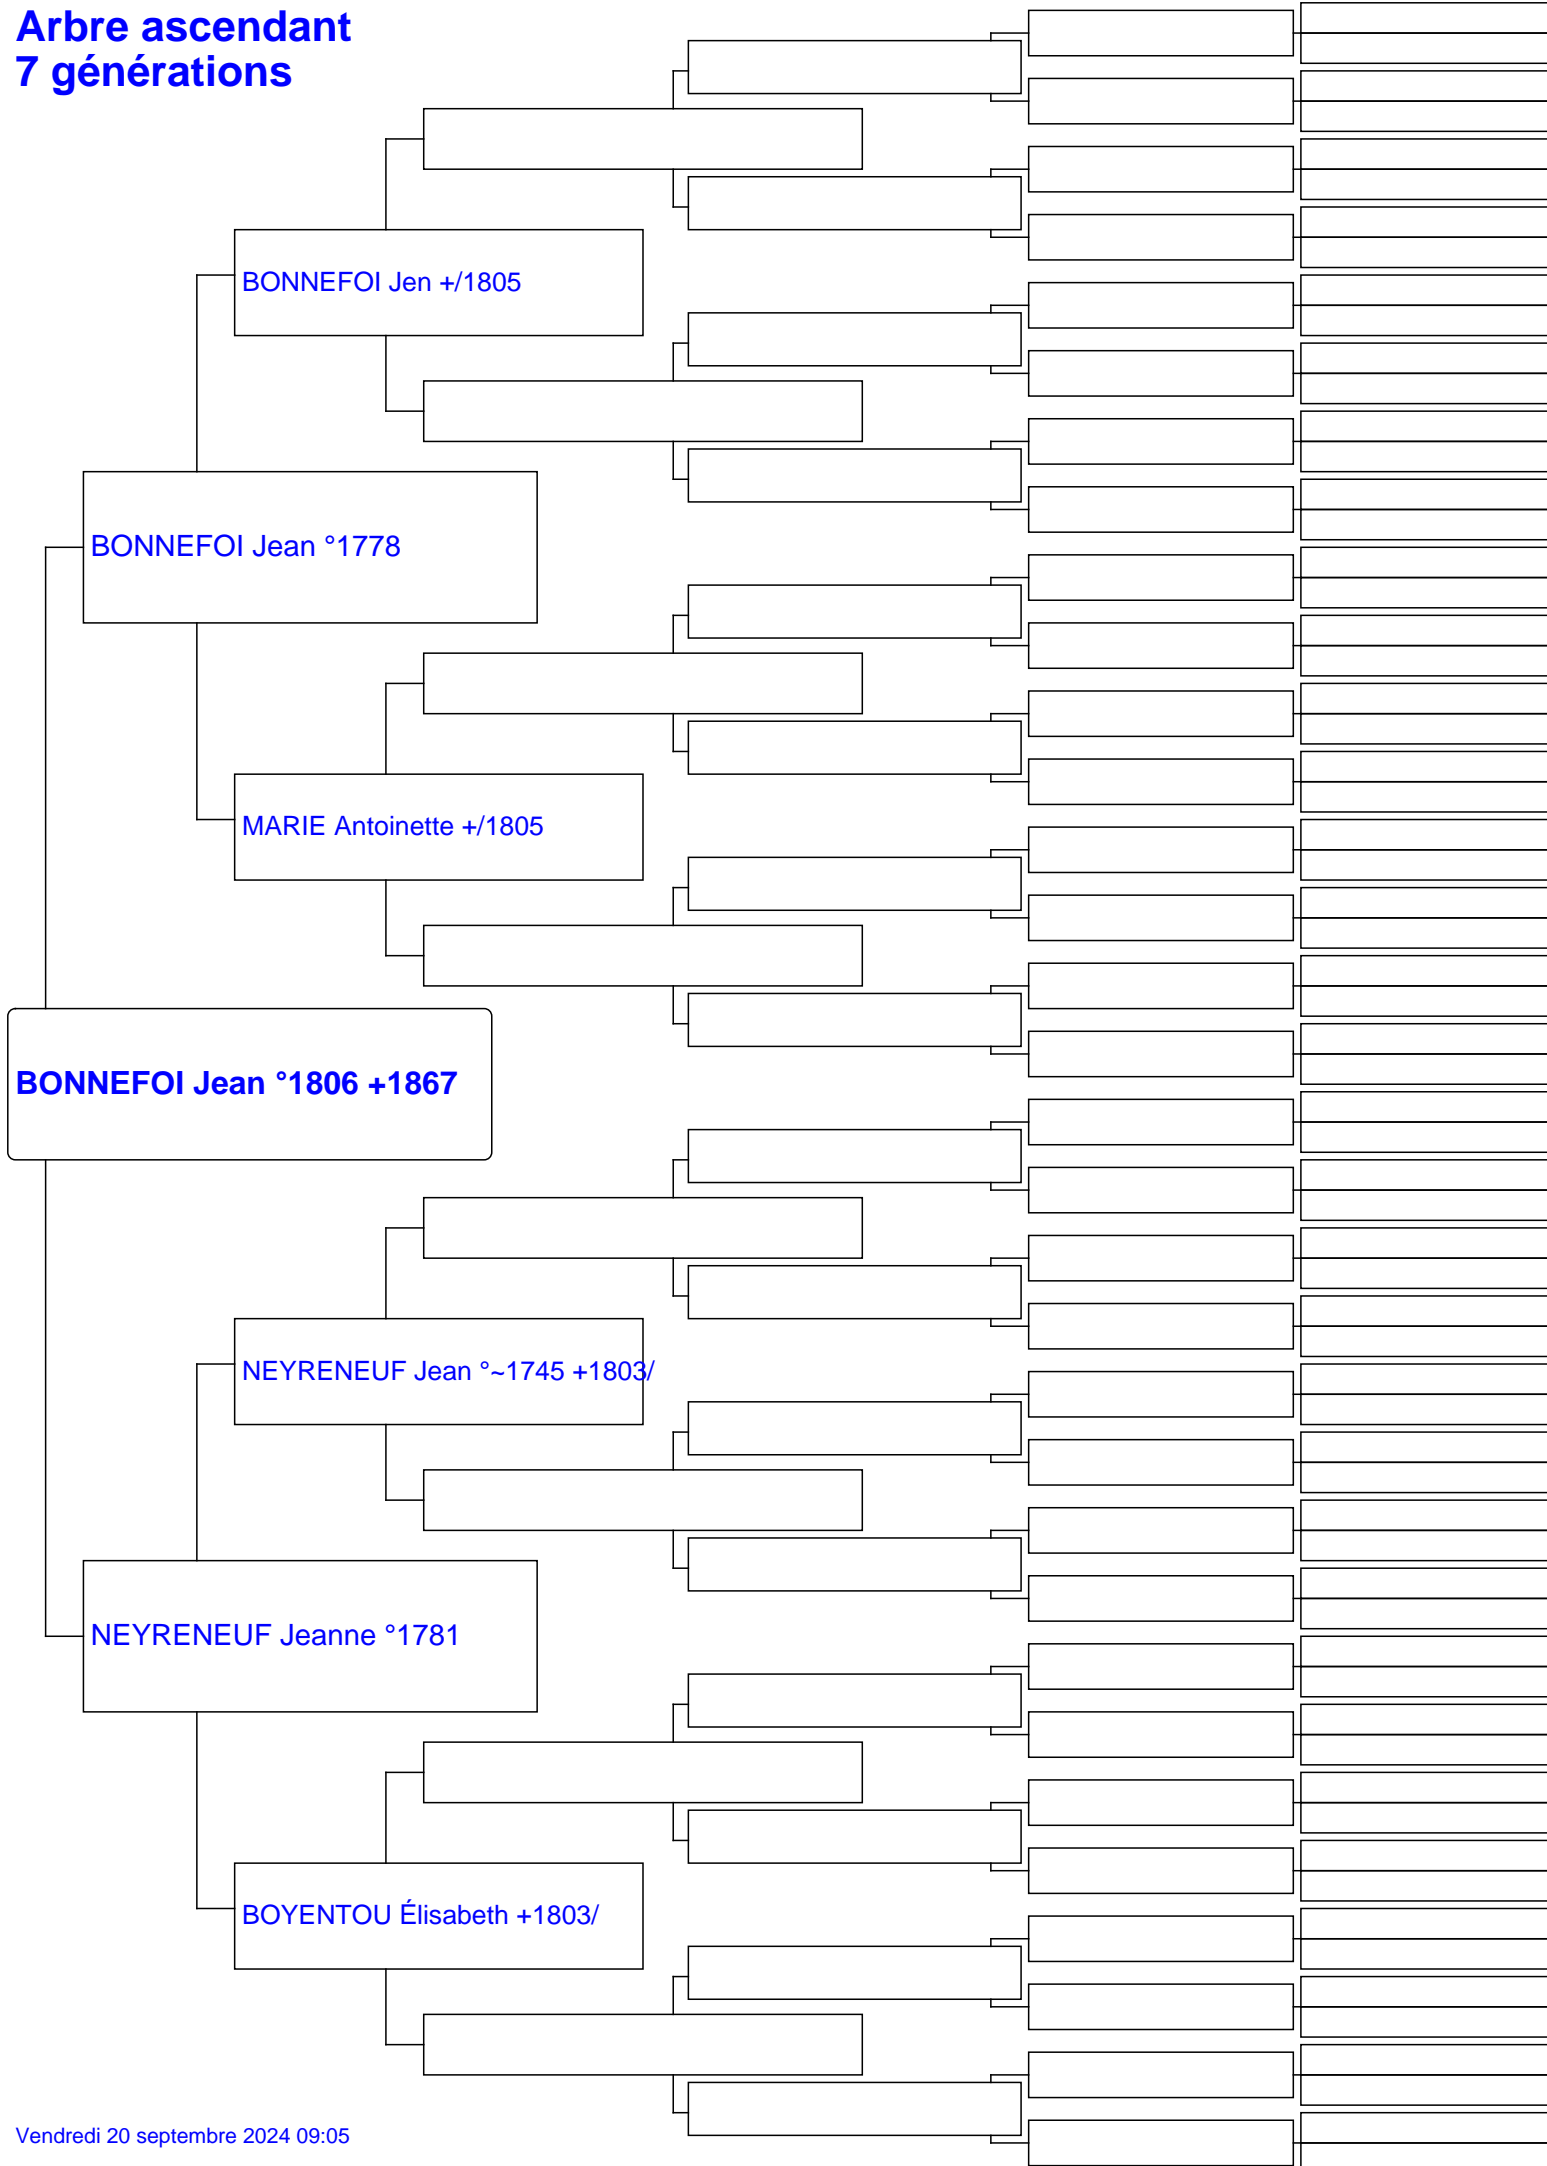 Arbre ascendant
7 générations
BONNEFOI Jen +/1805
BONNEFOI Jean °1778
MARIE Antoinette +/1805
BONNEFOI Jean °1806 +1867
NEYRENEUF Jean °~1745 +1803/
NEYRENEUF Jeanne °1781
BOYENTOU Élisabeth +1803/
Vendredi 20 septembre 2024 09:05